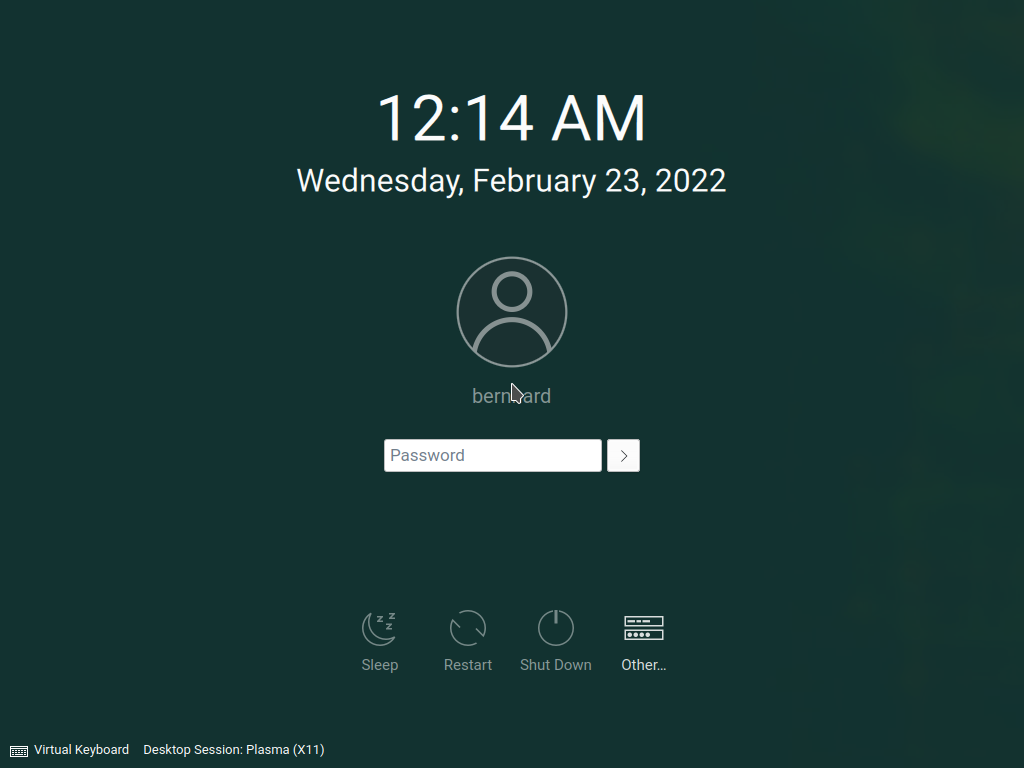 12:14 AM
Wednesday, February 23, 2022
Password
Sleep
Restart
Shut Down
Other...
Virtual Keyboard
Desktop Session: Plasma (X11)